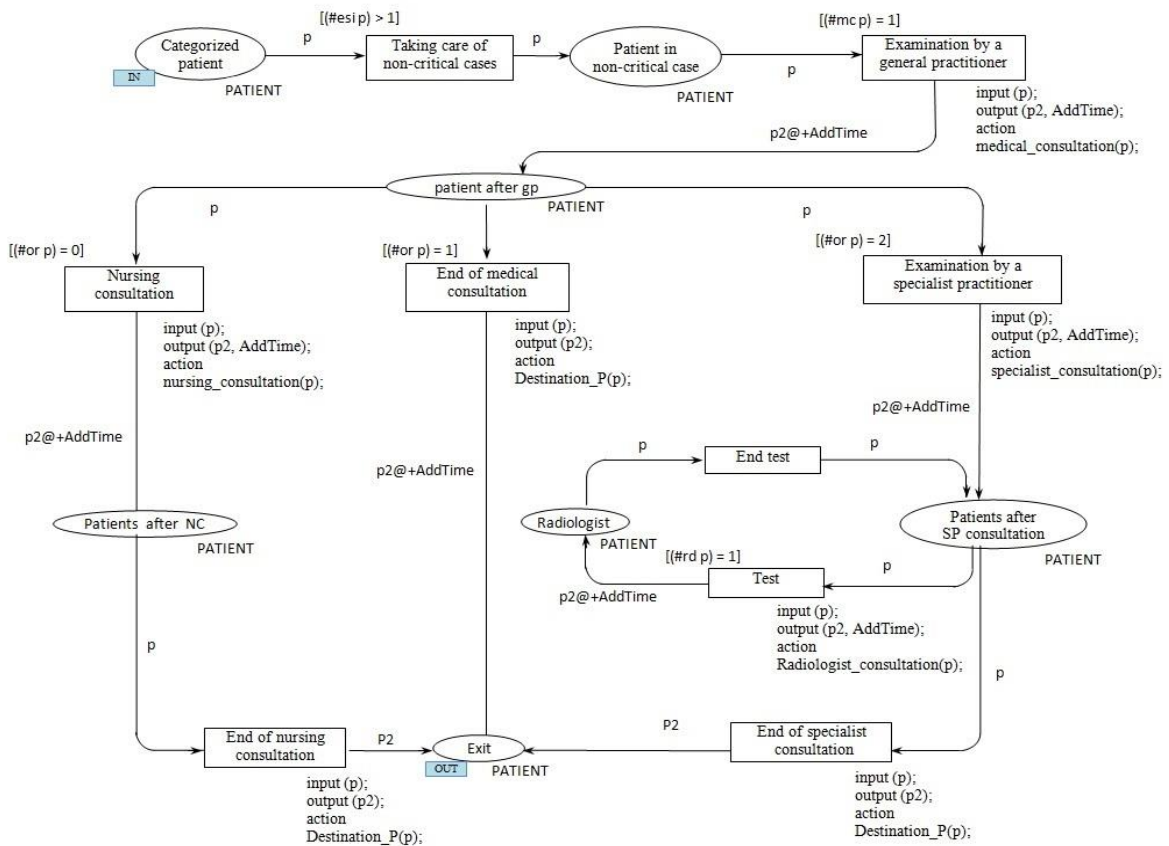 [(#esi p) > 1]
[(#mc p) = 1]
Categorized
patient
IN
PATIENT
p
Taking care of
non-critical cases
p
Patient in
non-critical case
PATIENT
p
Examination by a
general practitioner
input (p);
output (p2, AddTime);
action
medical_consultation(p);
p2@+AddTime
patient after gp
PATIENT
p
p
p
[(#or p) = 0]
Nursing
consultation
input (p);
output (p2, AddTime);
action
nursing_consultation(p);
[(#or p) = 1]
End of medical
consultation
input (p);
output (p2);
action
Destination_P(p);
[(#or p) = 2]
Examination by a
specialist practitioner
input (p);
output (p2, AddTime);
action
specialist_consultation(p);
p2@+AddTime
p2@+AddTime
p2@+AddTime
p
End test
p
Patients after NC
PATIENT
Radiologist
PATIENT
Patients after
SP consultation
PATIENT
[(#rd p) = 1]
Test
p
p2@+AddTime
input (p);
output (p2, AddTime);
action
Radiologist_consultation(p);
p
p
End of nursing
consultation
P2
Exit
OUT
PATIENT
P2
End of specialist
consultation
input (p);
output (p2);
action
Destination_P(p);
input (p);
output (p2);
action
Destination_P(p);